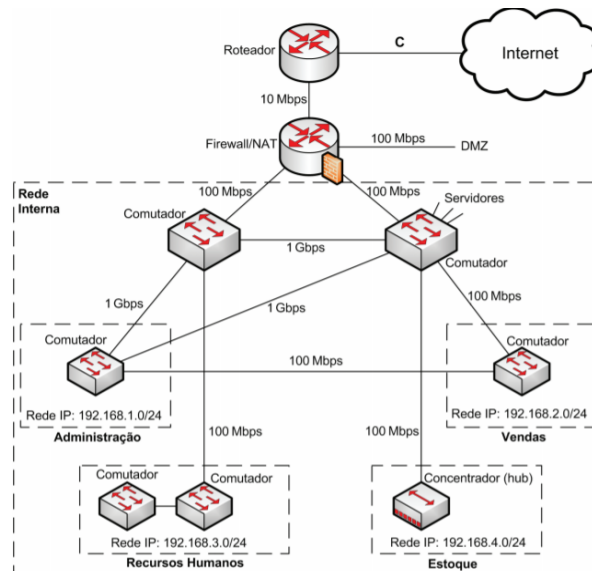 C
Internet
Roteador
10 Mbps
Firewall/NAT
100 Mbps
DMZ
Rede
Interna
100 Mbps
100 Mbps
Servidores
Comutador
1 Gbps
Comutador
1 Gbps
1 Gbps
100 Mbps
Comutador
Comutador
100 Mbps
Rede IP: 192.168.1.0/24
Administração
Rede IP: 192.168.2.0/24
Vendas
100 Mbps
100 Mbps
Comutador
Comutador
Concentrador (hub)
Rede IP: 192.168.3.0/24
Recursos Humanos
Rede IP: 192.168.4.0/24
Estoque